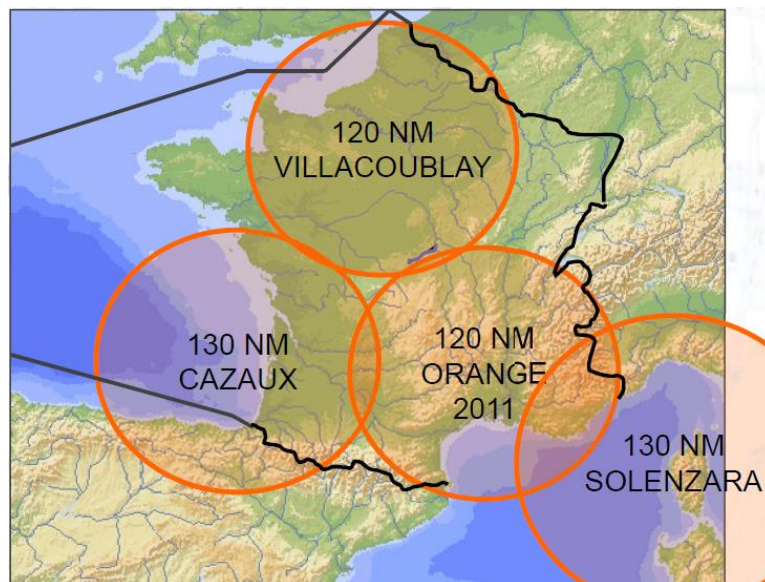 120 NM
VILLACOUBLAY
130 NM
CAZAUX
120 NM
ORANGE
2011
130 NM
SOLENZARA